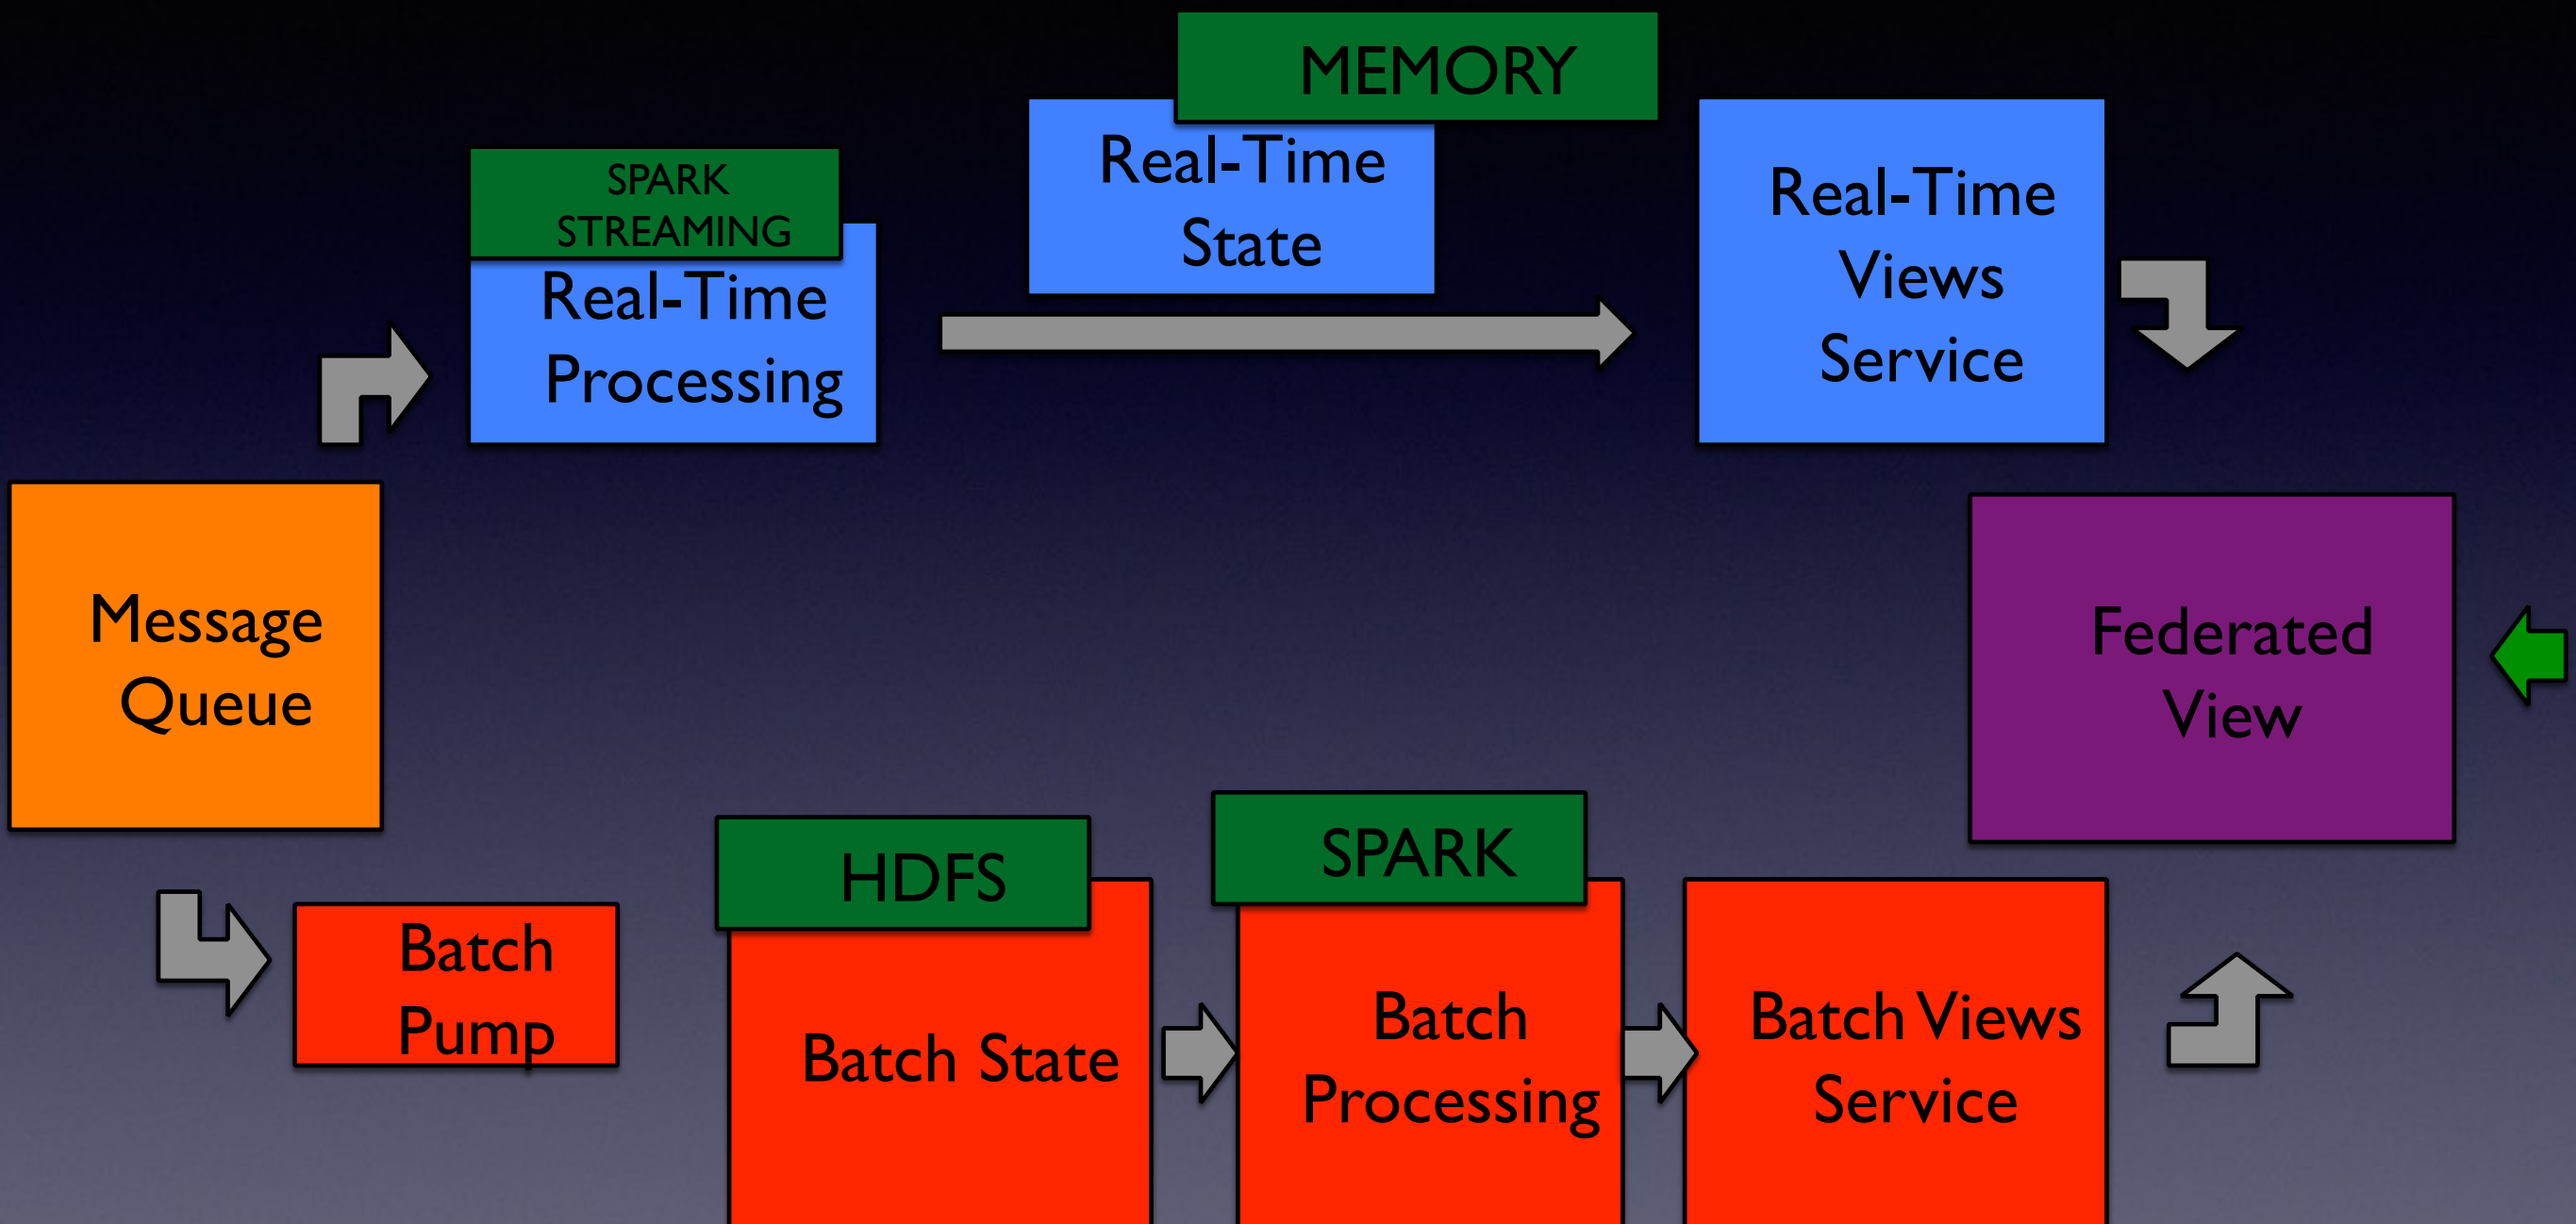 MEMORY
SPARK
STREAMING
Real-Time
Processing
Real-Time
State
Real-Time
Views
Service
Message
Queue
Federated
View
Batch
Pump
HDFS
Batch State
SPARK
Batch
Processing
Batch Views
Service